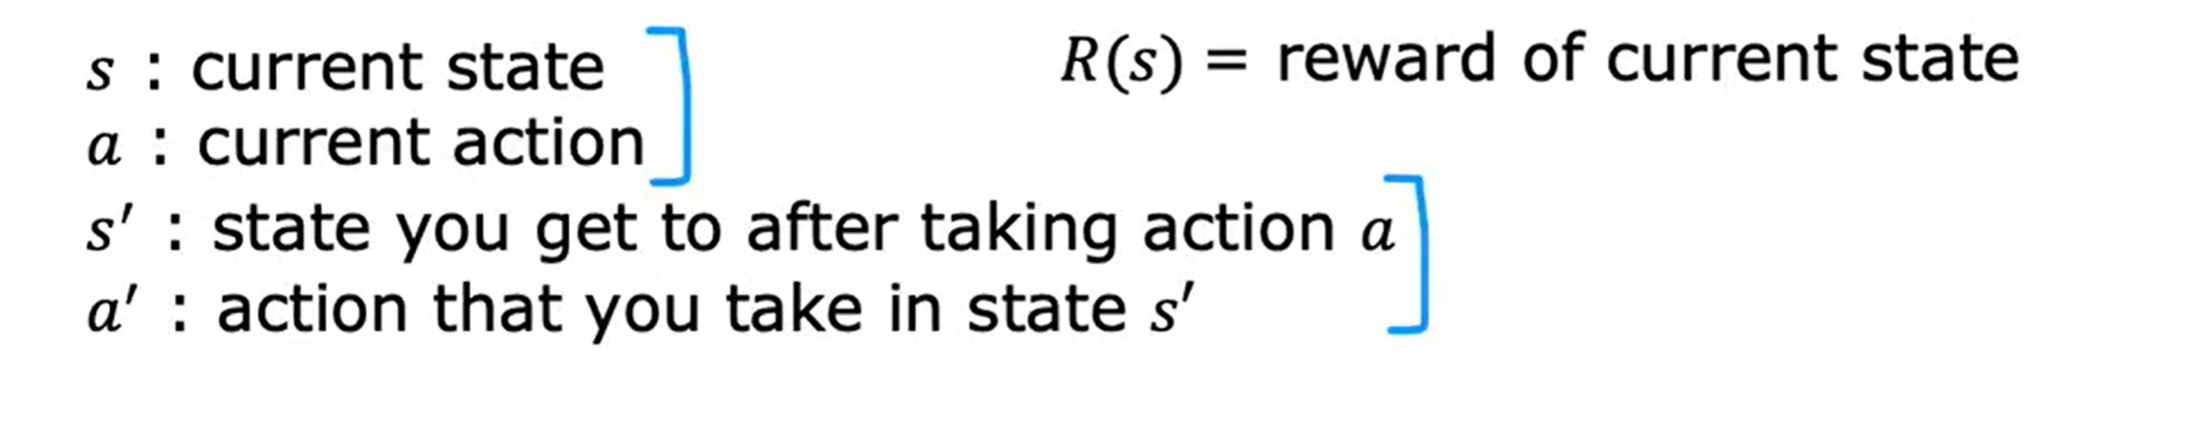 s : current state
a : current action
s′ : state you get to after taking action a
a′ : action that you take in state s′
R(s) = reward of current state